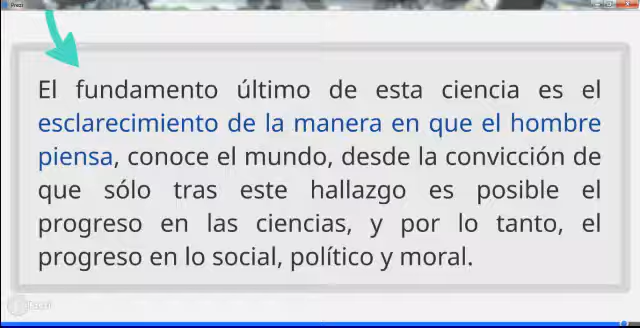 Prezi
El fundamento último de esta ciencia es el
esclarecimiento de la manera en que el hombre
piensa, conoce el mundo, desde la convicción de
que sólo tras este hallazgo es posible el
progreso en las ciencias, y por lo tanto, el
progreso en lo social, político y moral.
Prezi